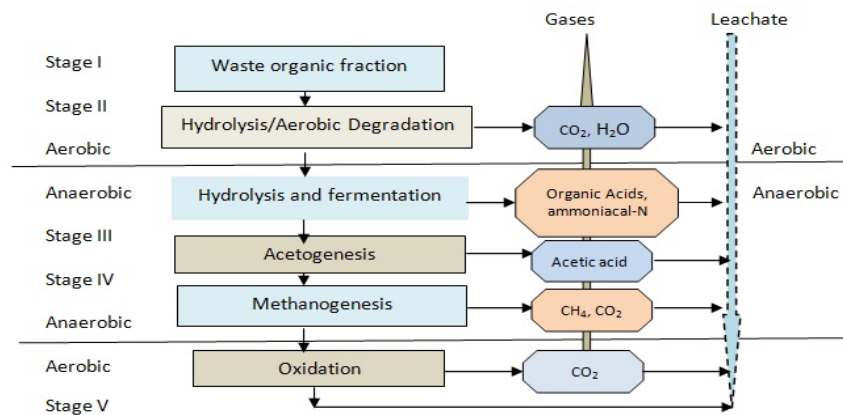 Gases
Leachate
Stage I
Waste organic fraction
Stage II
Hydrolysis/Aerobic Degradation
CO₂, H₂O
Aerobic
Aerobic
Anaerobic
Hydrolysis and fermentation
Organic Acids,
ammoniacal-N
Anaerobic
Stage III
Acetogenesis
Acetic acid
Stage IV
Methanogenesis
CH₄, CO₂
Anaerobic
Aerobic
Oxidation
CO₂
Stage V